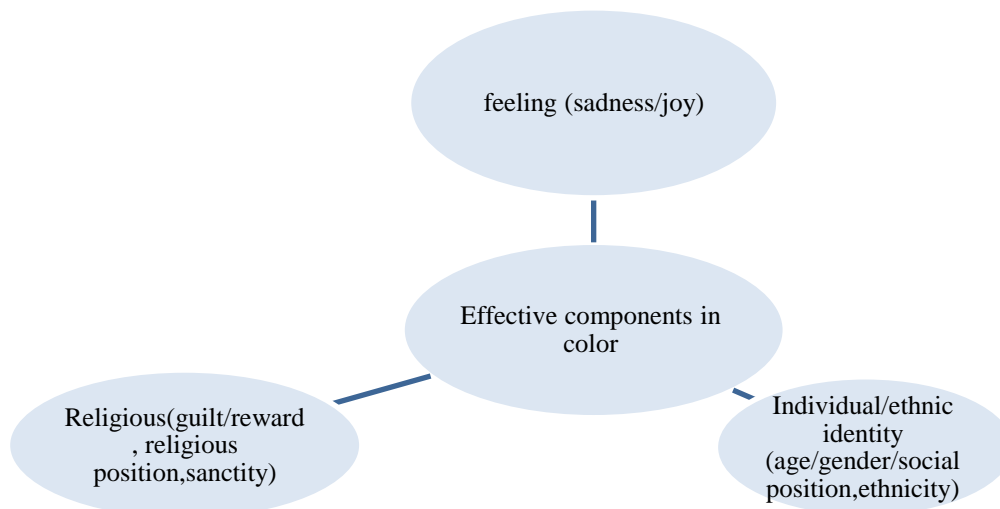 feeling (sadness/joy)
Effective components in
color
Religious(guilt/reward
, religious
position,sanctity)
Individual/ethnic
identity
(age/gender/social
position,ethnicity)